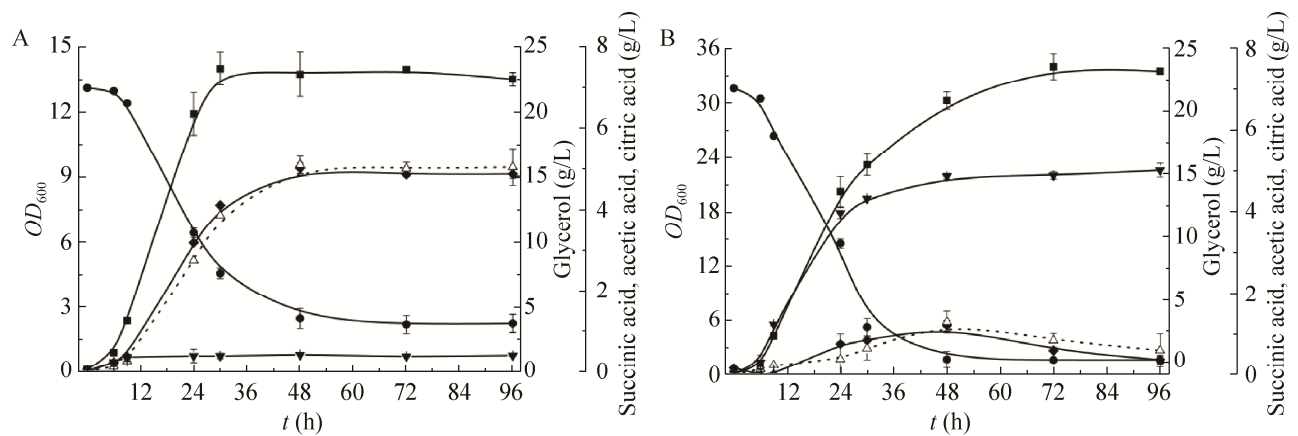 A
15
12
9
6
3
0
OD600
12 24 36 48 60 72 84 96
t (h)
25
20
15
10
5
0
Glycerol (g/L)
8
6
4
2
0
Succinic acid, acetic acid, citric acid (g/L)
B
36
30
24
18
12
6
0
OD600
12 24 36 48 60 72 84 96
t (h)
25
20
15
10
5
0
Glycerol (g/L)
8
6
4
2
0
Succinic acid, acetic acid, citric acid (g/L)